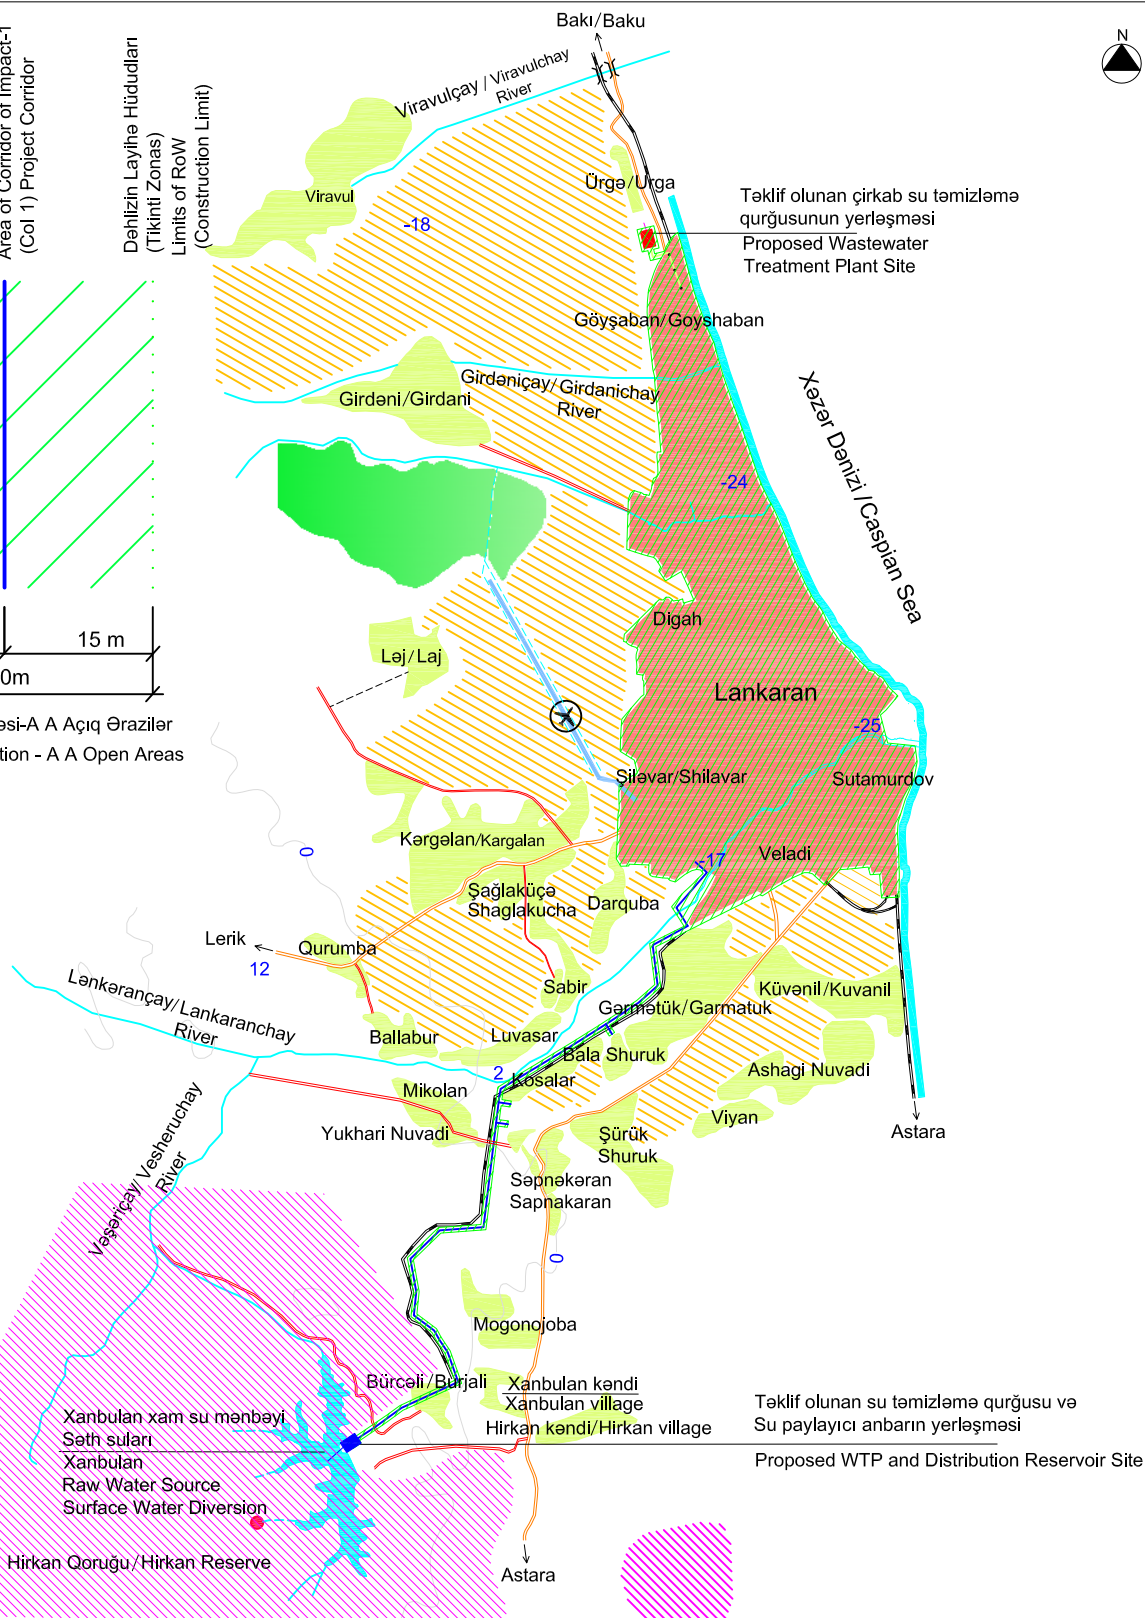 Area of Corridor of Impact-1
(Col 1) Project Corridor
Dəhlizin Layihə Hüdudları
(Tikinti Zonas)
Limits of RoW
(Construction Limit)
15 m
0m
A A Açıq Ərazilər
- A A Open Areas
Bakı/Baku
N
Viravulçay / Viravulchay
River
Viravul
-18
Ürgə/Urga
Təklif olunan çirkab su təmizləmə
qurğusunun yerləşməsi
Proposed Wastewater
Treatment Plant Site
Göyşaban/Goyshaban
Girdəniçay/Girdanichay
River
Girdəni/Girdani
Xəzər Dənizi/Caspian Sea
-24
Digah
Ləj/Laj
Lankaran
-25
Şiləvar/Shilavar
Sutamurdov
Kərgəlan/Kargalan
0
Veladi
-17
Şağlaküçə
Shaglakucha
Darquba
Lerik
Qurumba
12
Sabir
Küvənil/Kuvanil
Lənkərançay/Lankaranchay
River
Gərmətük/Garmatuk
Ballabur
Luvasar
Bala Shuruk
Ashagi Nuvadi
2
Kosalar
Mikolan
Viyan
Yukhari Nuvadi
Şürük
Shuruk
Astara
Vəşəriçay/Vesheruchay
River
Səpnəkəran
Sapnakaran
0
Mogonojoba
Bürcəli/Burjali
Xanbulan kəndi
Xanbulan village
Hirkan kəndi/Hirkan village
Təklif olunan su təmizləmə qurğusu və
Su paylayıcı anbarın yerləşməsi
Proposed WTP and Distribution Reservoir Site
Xanbulan xam su mənbəyi
Səth suları
Xanbulan
Raw Water Source
Surface Water Diversion
Hirkan Qoruğu/Hirkan Reserve
Astara